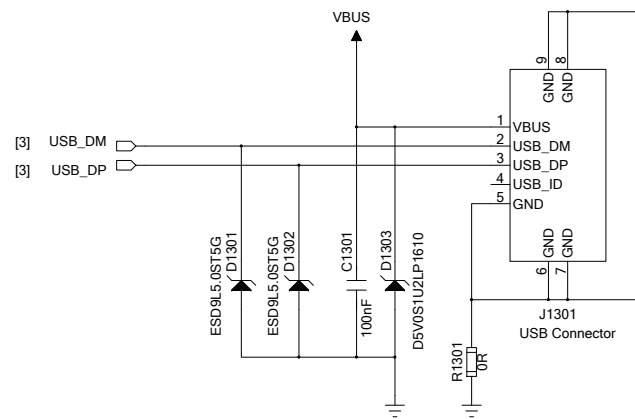 VBUS
9
8
GND
GND
1
VBUS
[3]
USB_DM
2
USB_DM
[3]
USB_DP
3
USB_DP
4
USB_ID
5
GND
ESD9L5.0ST5G
D1301
ESD9L5.0ST5G
D1302
C1301
100nF
D1303
D5V0S1U2LP1610
GND
GND
6
7
J1301
USB Connector
R1301
0R